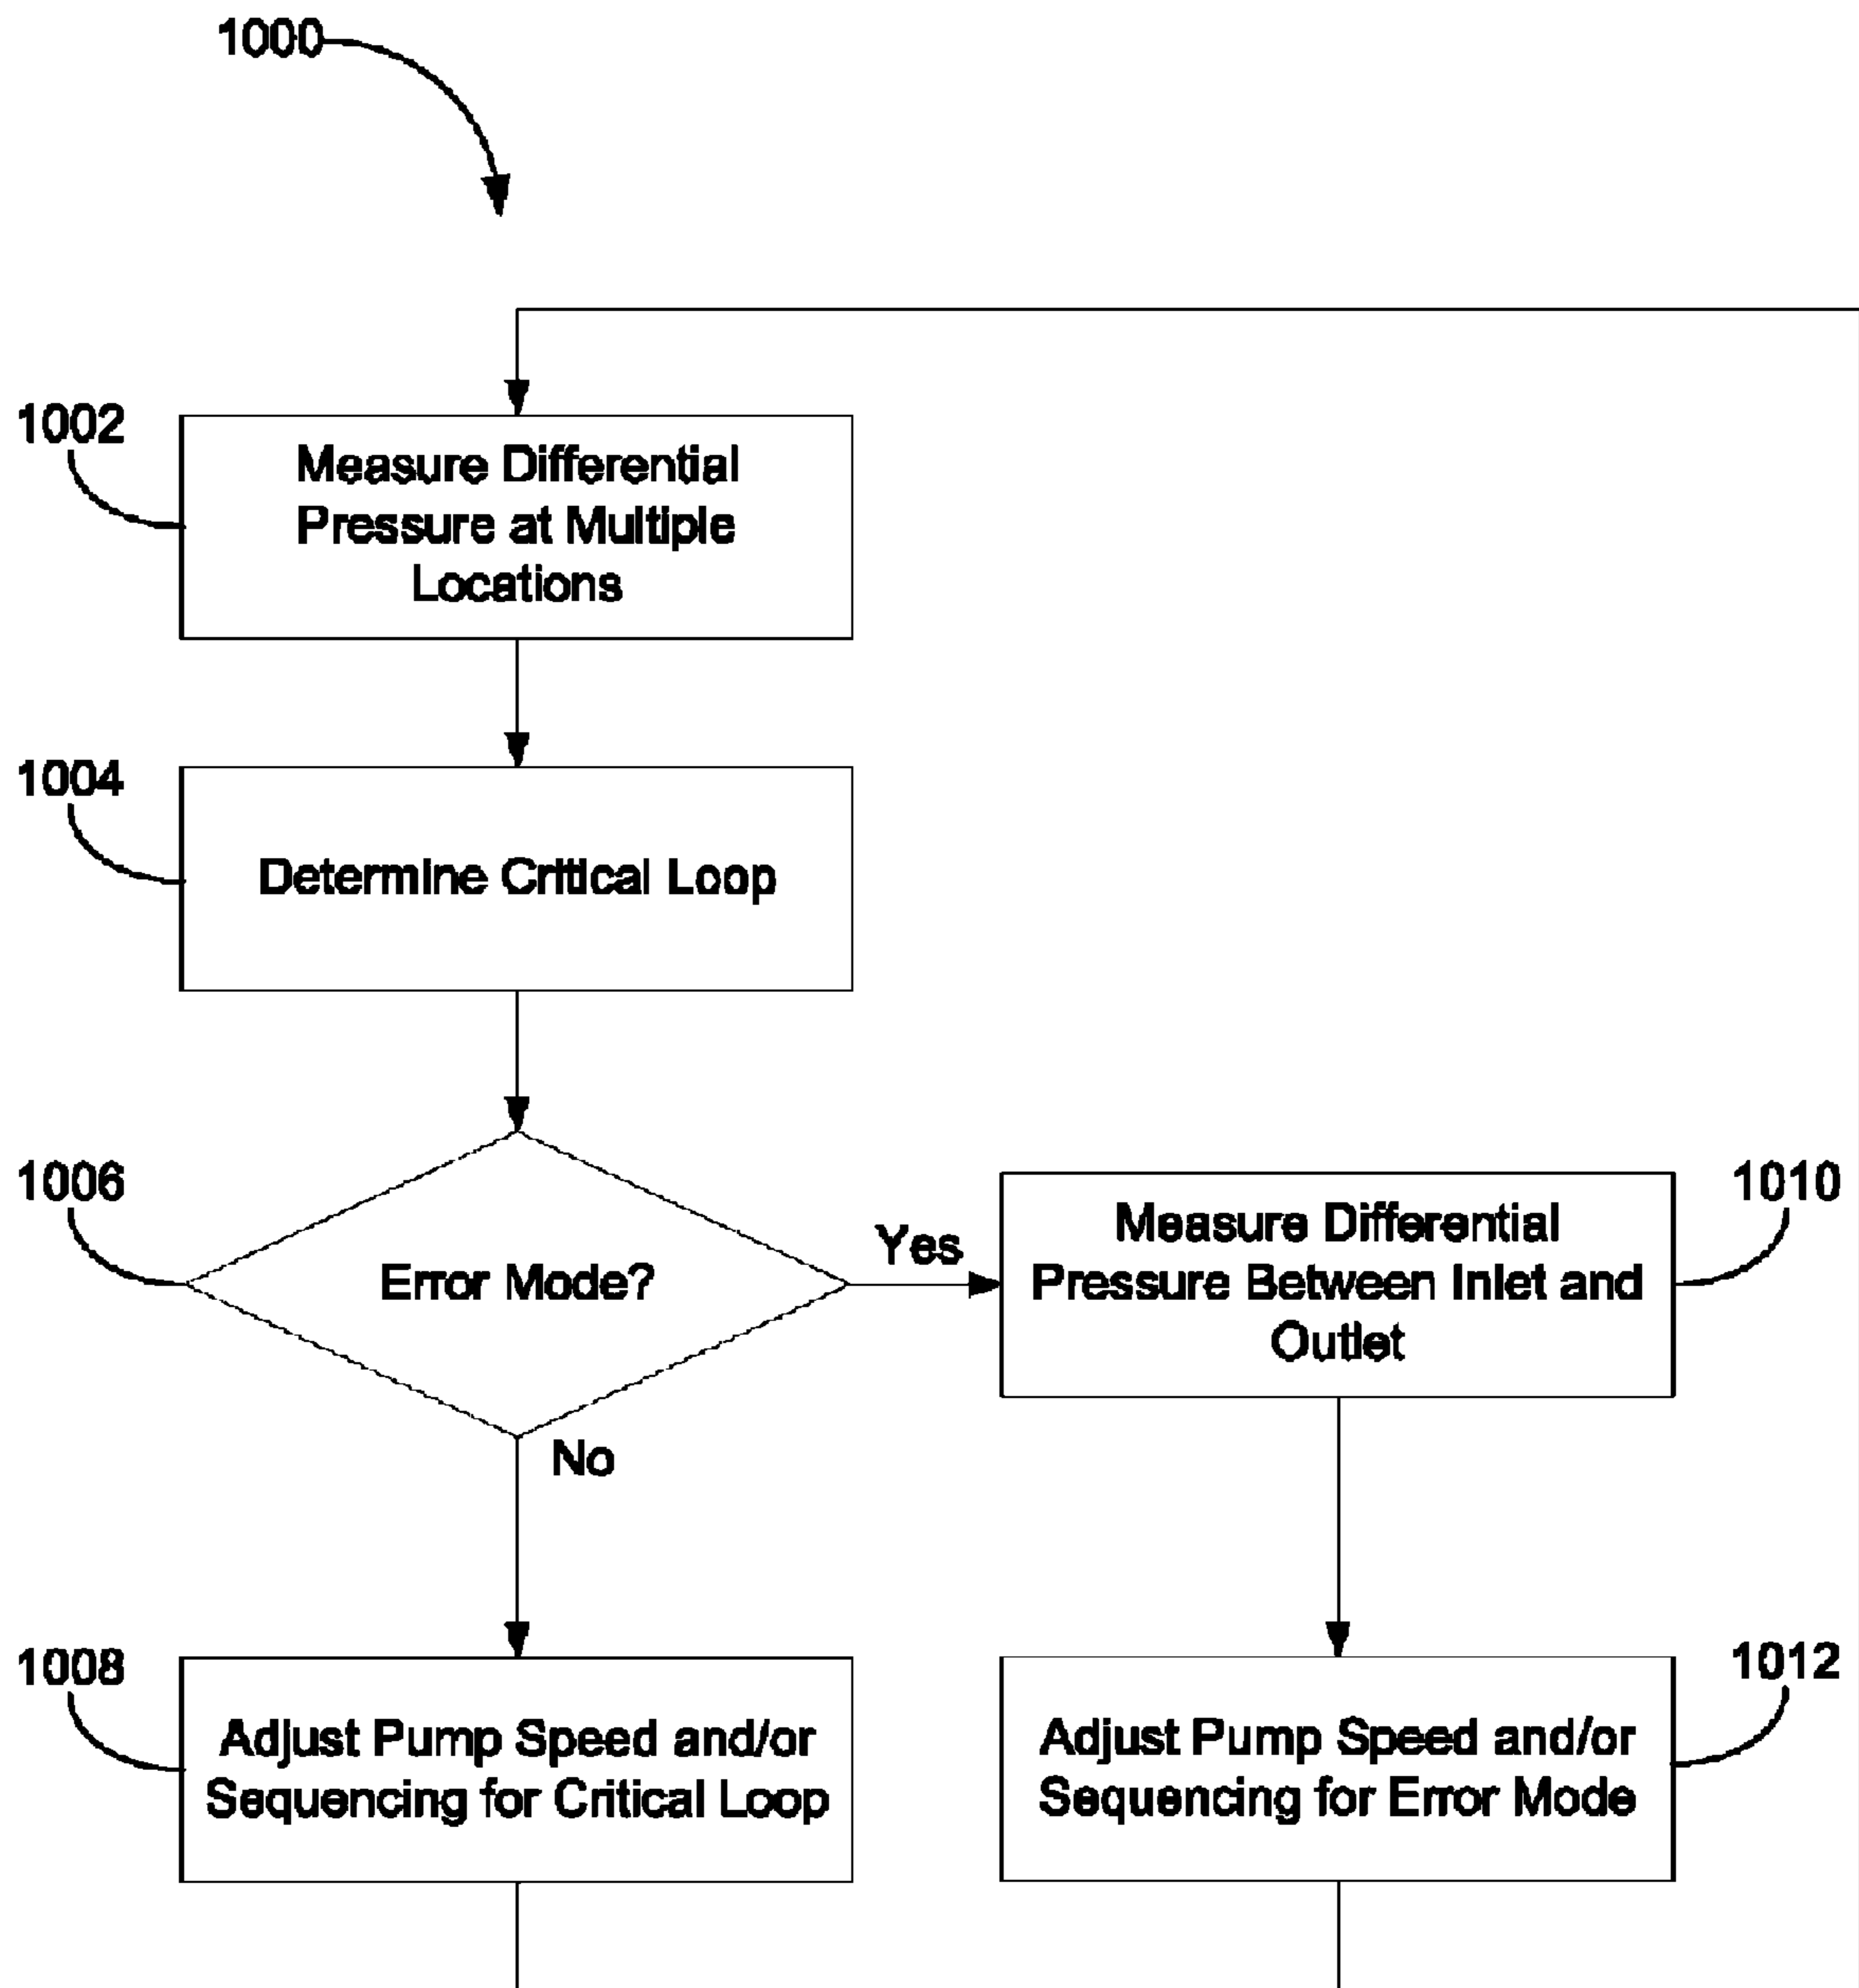 1000
1002
Measure Differential
Pressure at Multiple
Locations
1004
Determine Critical Loop
1006
Error Mode?
Yes
No
1010
Measure Differential
Pressure Between Inlet and
Outlet
1008
Adjust Pump Speed and/or
Sequencing for Critical Loop
1012
Adjust Pump Speed and/or
Sequencing for Error Mode